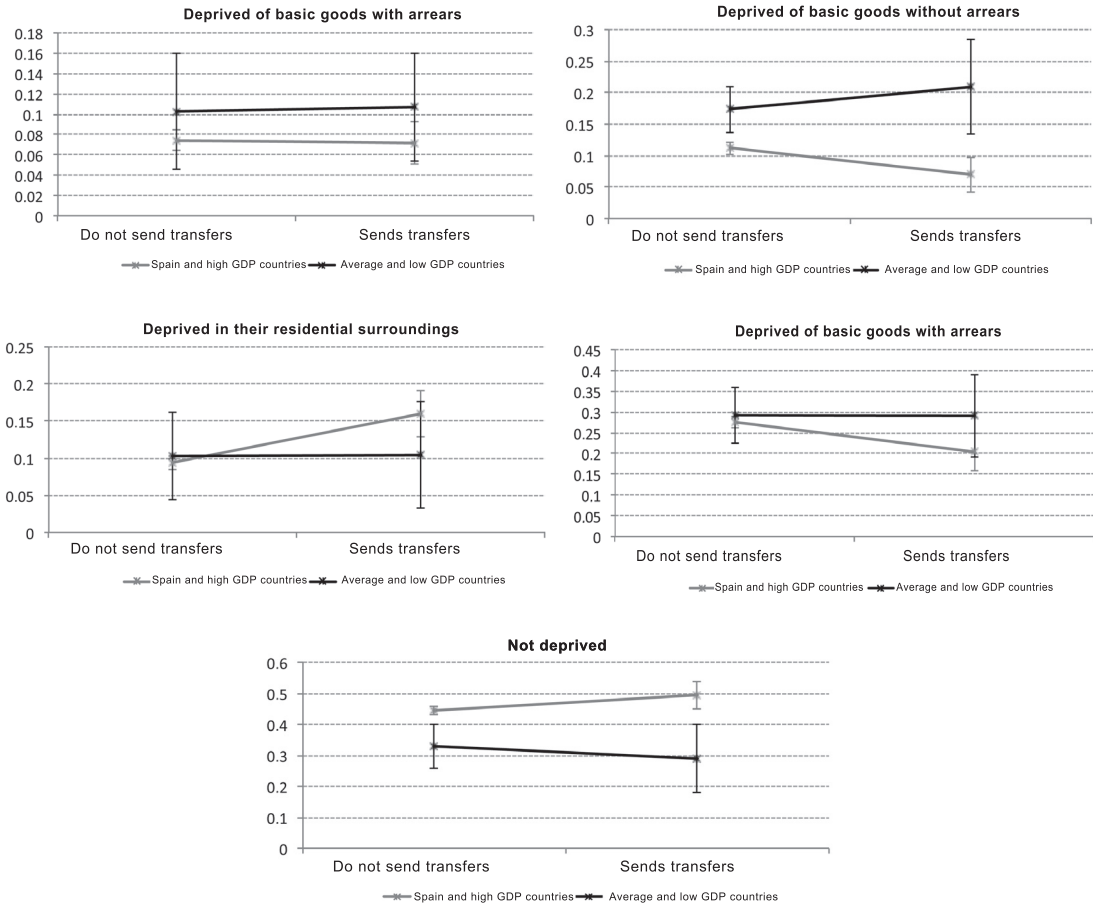 Deprived of basic goods with arrears
0.18
0.16
0.14
0.12
0.1
0.08
0.06
0.04
0.02
0
Do not send transfers Sends transfers
Spain and high GDP countries Average and low GDP countries
Deprived of basic goods without arrears
0.3
0.25
0.2
0.15
0.1
0.05
0
Do not send transfers Sends transfers
Spain and high GDP countries Average and low GDP countries
Deprived in their residential surroundings
0.25
0.2
0.15
0.1
0.05
0
Do not send transfers Sends transfers
Spain and high GDP countries Average and low GDP countries
Deprived of basic goods with arrears
0.45
0.4
0.35
0.3
0.25
0.2
0.15
0.1
0.05
0
Do not send transfers Sends transfers
Spain and high GDP countries Average and low GDP countries
Not deprived
0.6
0.5
0.4
0.3
0.2
0.1
0
Do not send transfers Sends transfers
Spain and high GDP countries Average and low GDP countries